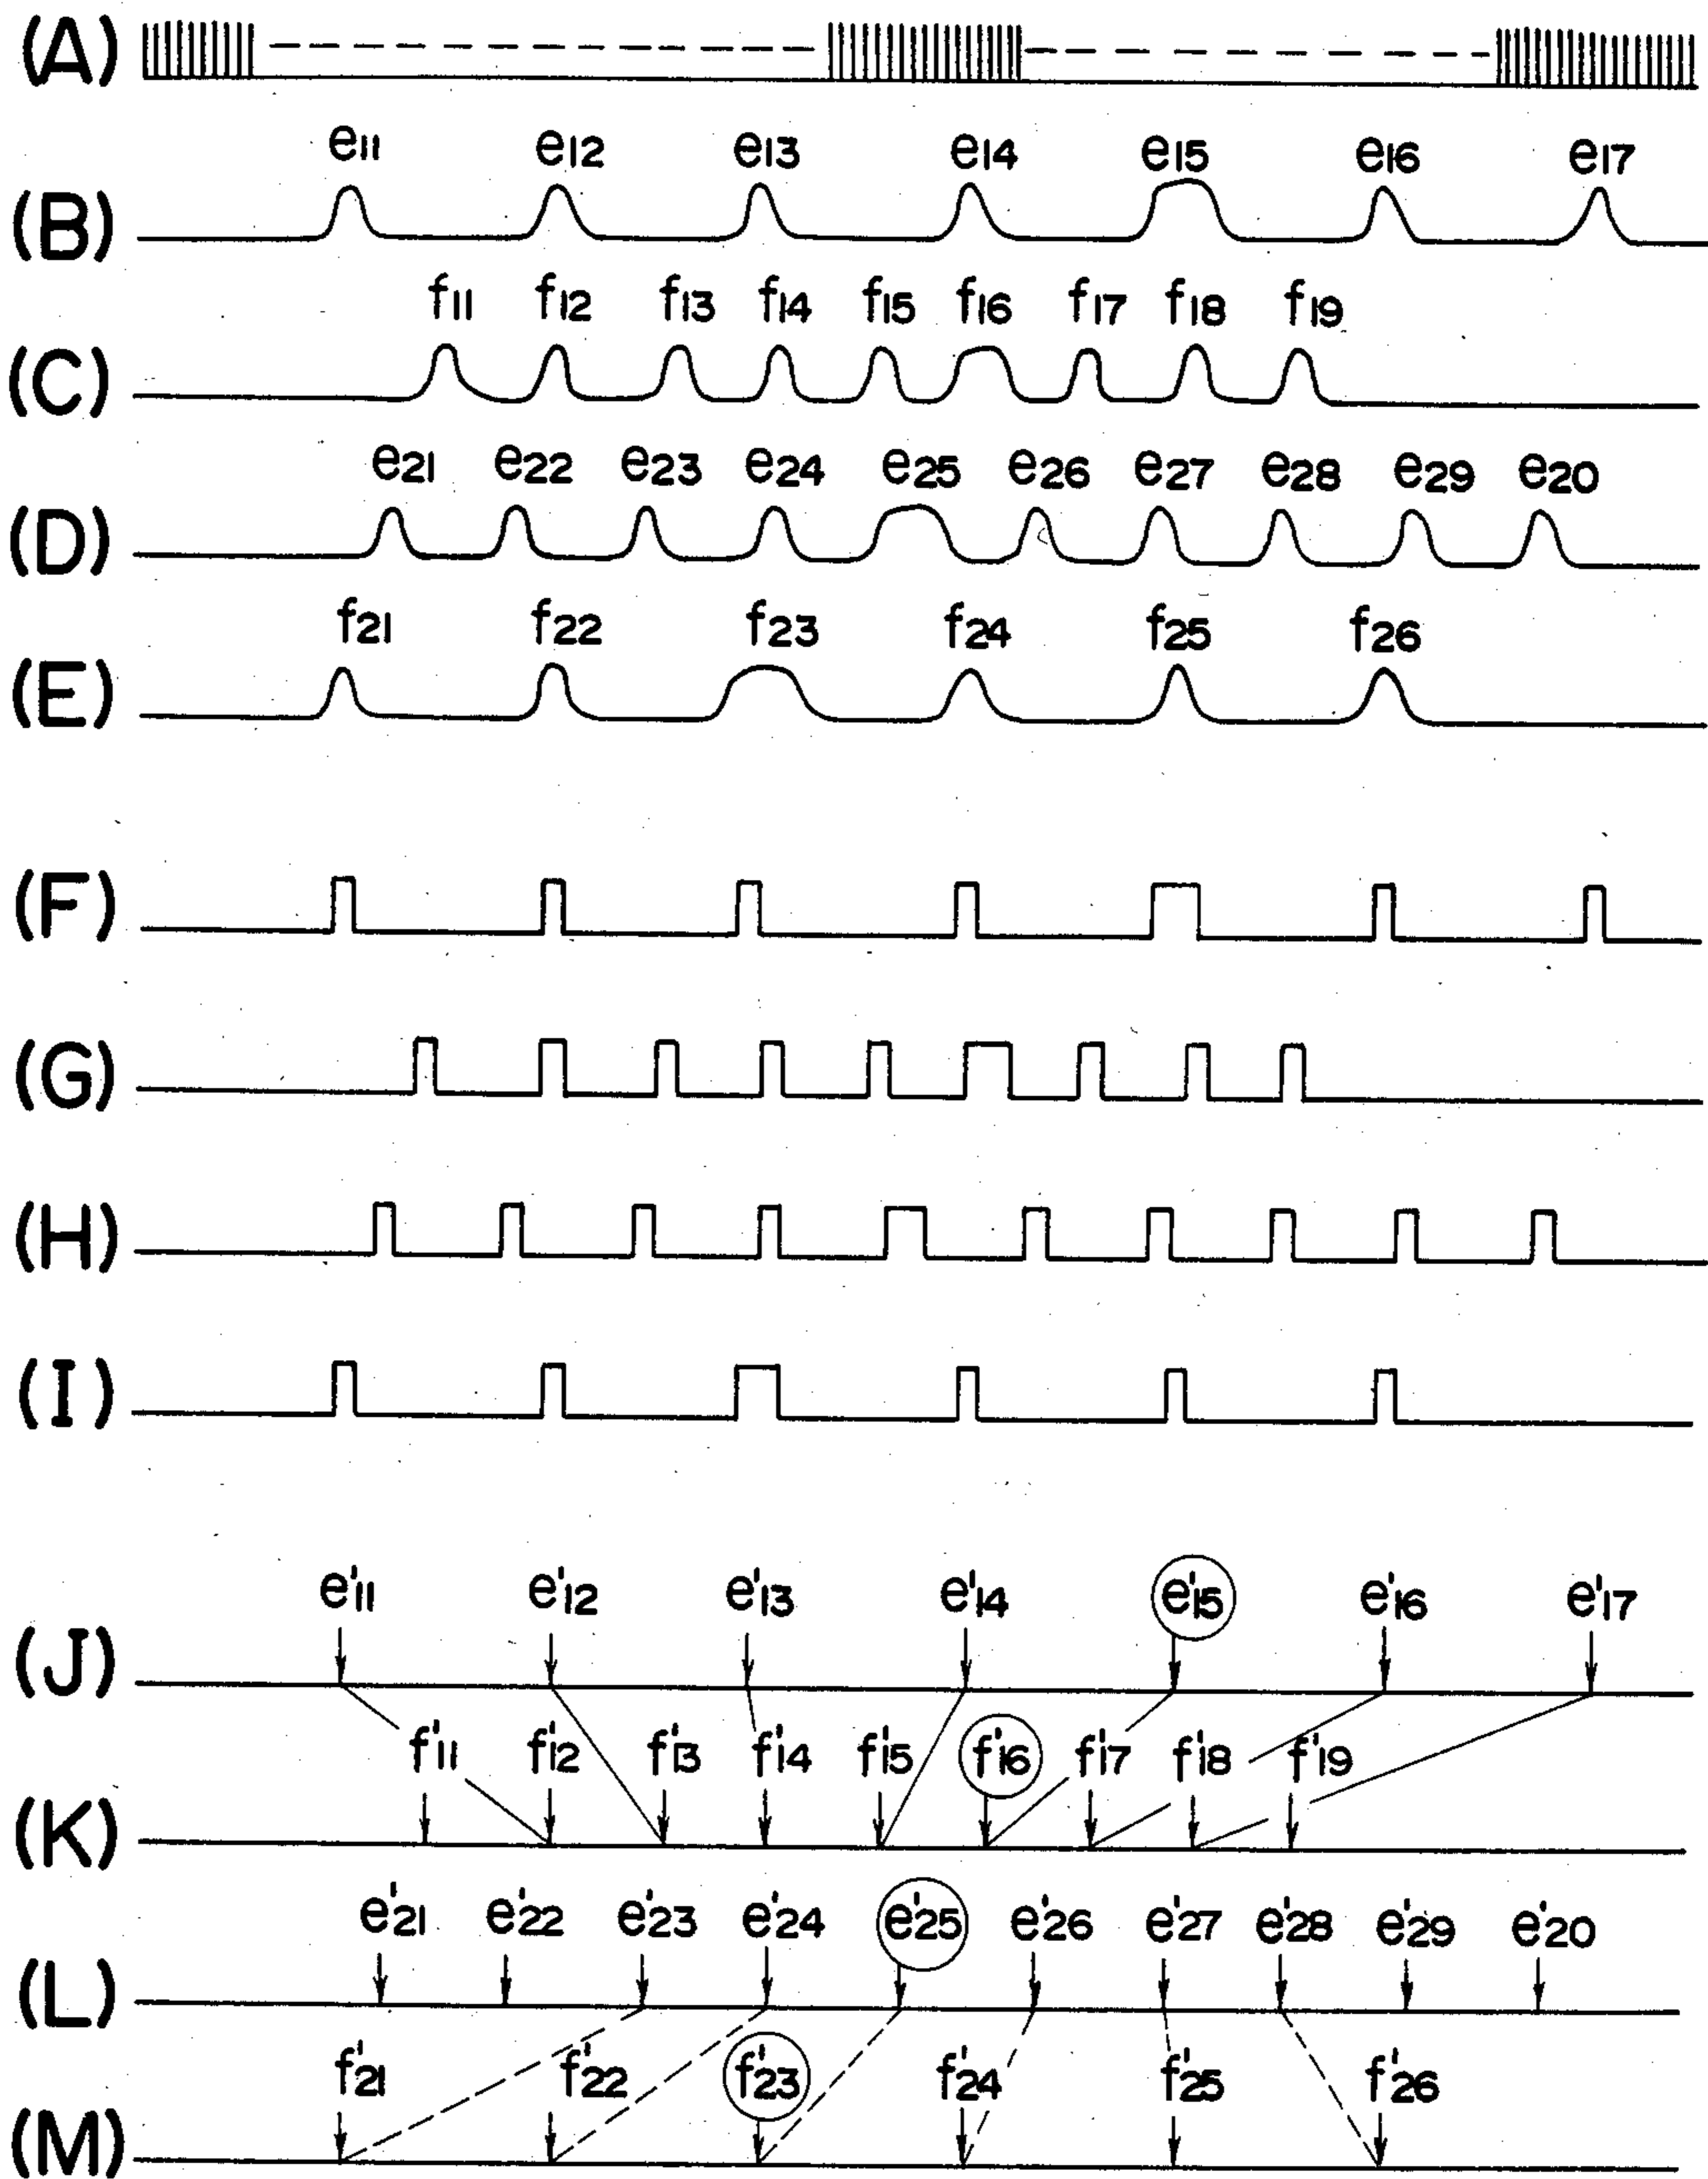 (A)
e11 e12 e13 e14 e15 e16 e17
(B)
f11 f12 f13 f14 f15 f16 f17 f18 f19
(C)
e21 e22 e23 e24 e25 e26 e27 e28 e29 e20
(D)
f21 f22 f23 f24 f25 f26
(E)
(F)
(G)
(H)
(I)
e'11 e'12 e'13 e'14 e'15 e'16 e'17
(J)
f'11 f'12 f'13 f'14 f'15 f'16 f'17 f'18 f'19
(K)
e'21 e'22 e'23 e'24 e'25 e'26 e'27 e'28 e'29 e'20
(L)
f'21 f'22 f'23 f'24 f'25 f'26
(M)